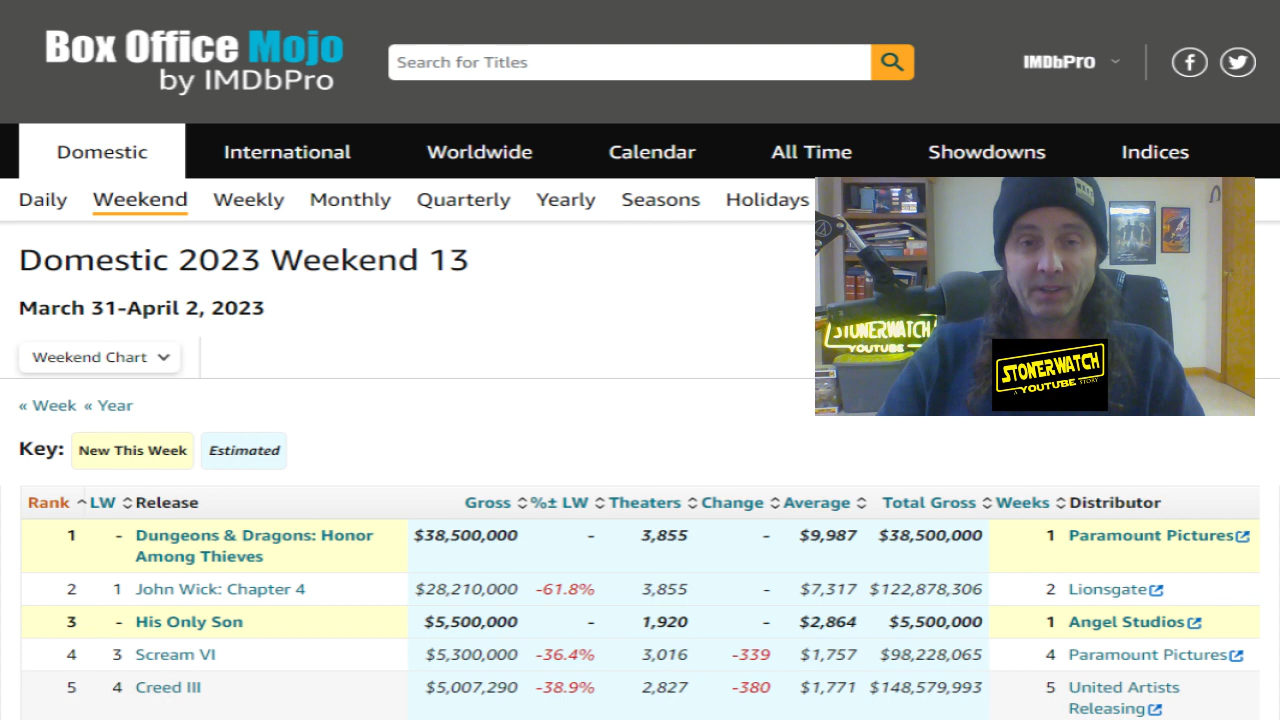 Box Office Mojo
by IMDbPro
Search for Titles
IMDbPro
Domestic International Worldwide Calendar All Time Showdowns Indices
Daily Weekend Weekly Monthly Quarterly Yearly Seasons Holidays
Domestic 2023 Weekend 13
March 31-April 2, 2023
Weekend Chart
« Week « Year
STONERWATCH
YOUTUBE
STONERWATCH
A YOUTUBE STORY
Key: New This Week Estimated
Rank LW Release Gross %± LW Theaters Change Average Total Gross Weeks Distributor
1 - Dungeons & Dragons: Honor $38,500,000 - 3,855 - $9,987 $38,500,000 1 Paramount Pictures
Among Thieves
2 1 John Wick: Chapter 4 $28,210,000 -61.8% 3,855 - $7,317 $122,878,306 2 Lionsgate
3 - His Only Son $5,500,000 - 1,920 - $2,864 $5,500,000 1 Angel Studios
4 3 Scream VI $5,300,000 -36.4% 3,016 -339 $1,757 $98,228,065 4 Paramount Pictures
5 4 Creed III $5,007,290 -38.9% 2,827 -380 $1,771 $148,579,993 5 United Artists
Releasing